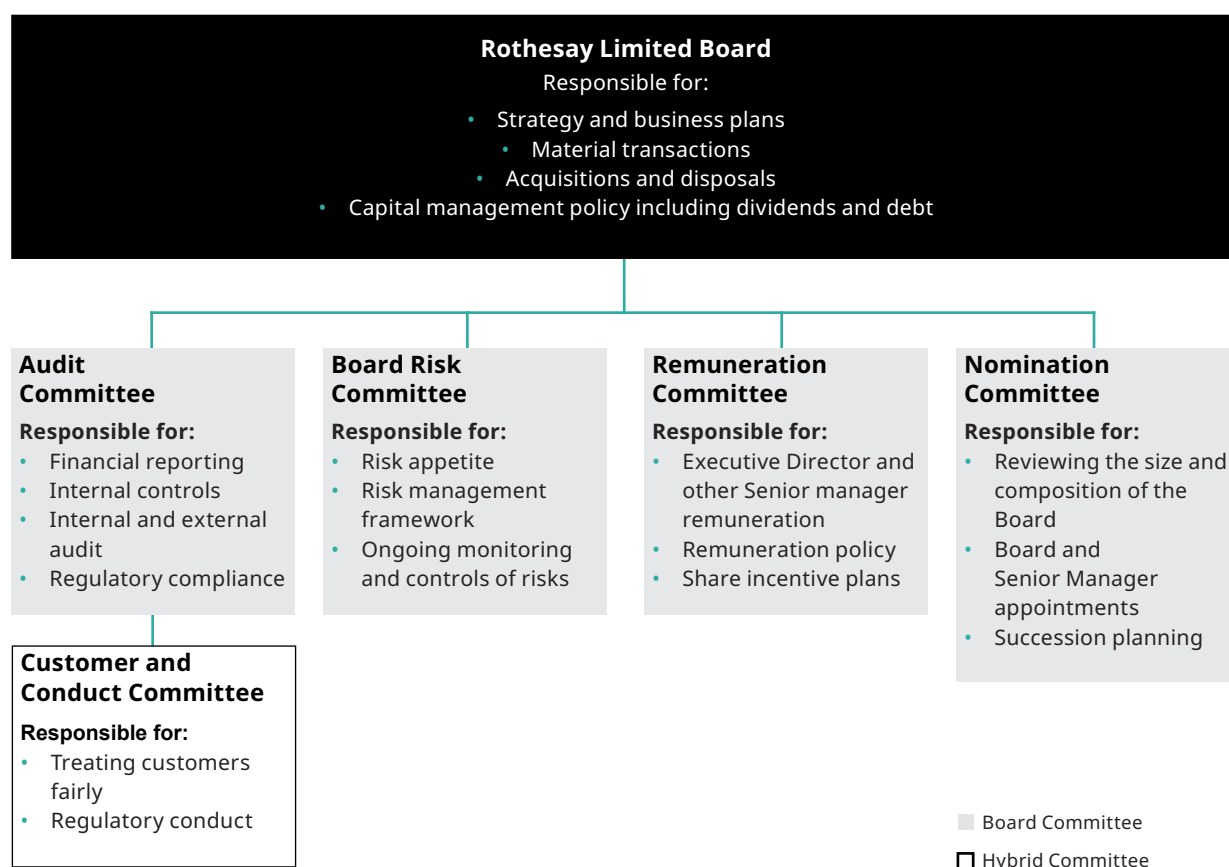 Rothesay Limited Board
Responsible for:
• Strategy and business plans
• Material transactions
• Acquisitions and disposals
• Capital management policy including dividends and debt
Audit
Committee
Responsible for:
• Financial reporting
• Internal controls
• Internal and external
audit
• Regulatory compliance
Board Risk
Committee
Responsible for:
• Risk appetite
• Risk management
framework
• Ongoing monitoring
and controls of risks
Remuneration
Committee
Responsible for:
• Executive Director and
other Senior manager
remuneration
• Remuneration policy
• Share incentive plans
Nomination
Committee
Responsible for:
• Reviewing the size and
composition of the
Board
• Board and
Senior Manager
appointments
• Succession planning
Customer and
Conduct Committee
Responsible for:
• Treating customers
fairly
• Regulatory conduct
Board Committee
Hybrid Committee